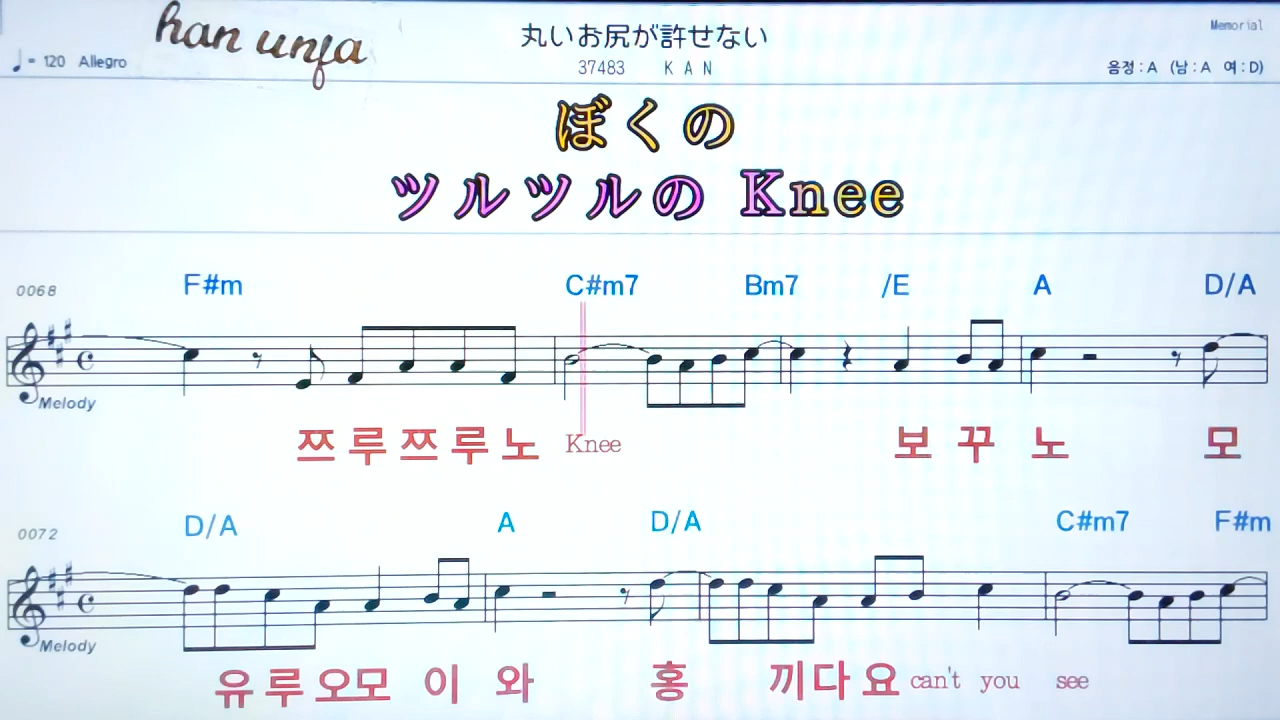 han unfa
丸いお尻が許せない
Memorial
♩= 120 Allegro
37483 KAN
음정 : A (남 : A 여 : D)
ぼくの
ツルツルの Knee
0068 F#m C#m7 Bm7 /E A D/A
Melody
쯔루쯔루노 Knee 보꾸노 모
0072 D/A A D/A C#m7 F#m
Melody
유루오모이와 홍끼다요 can't you see